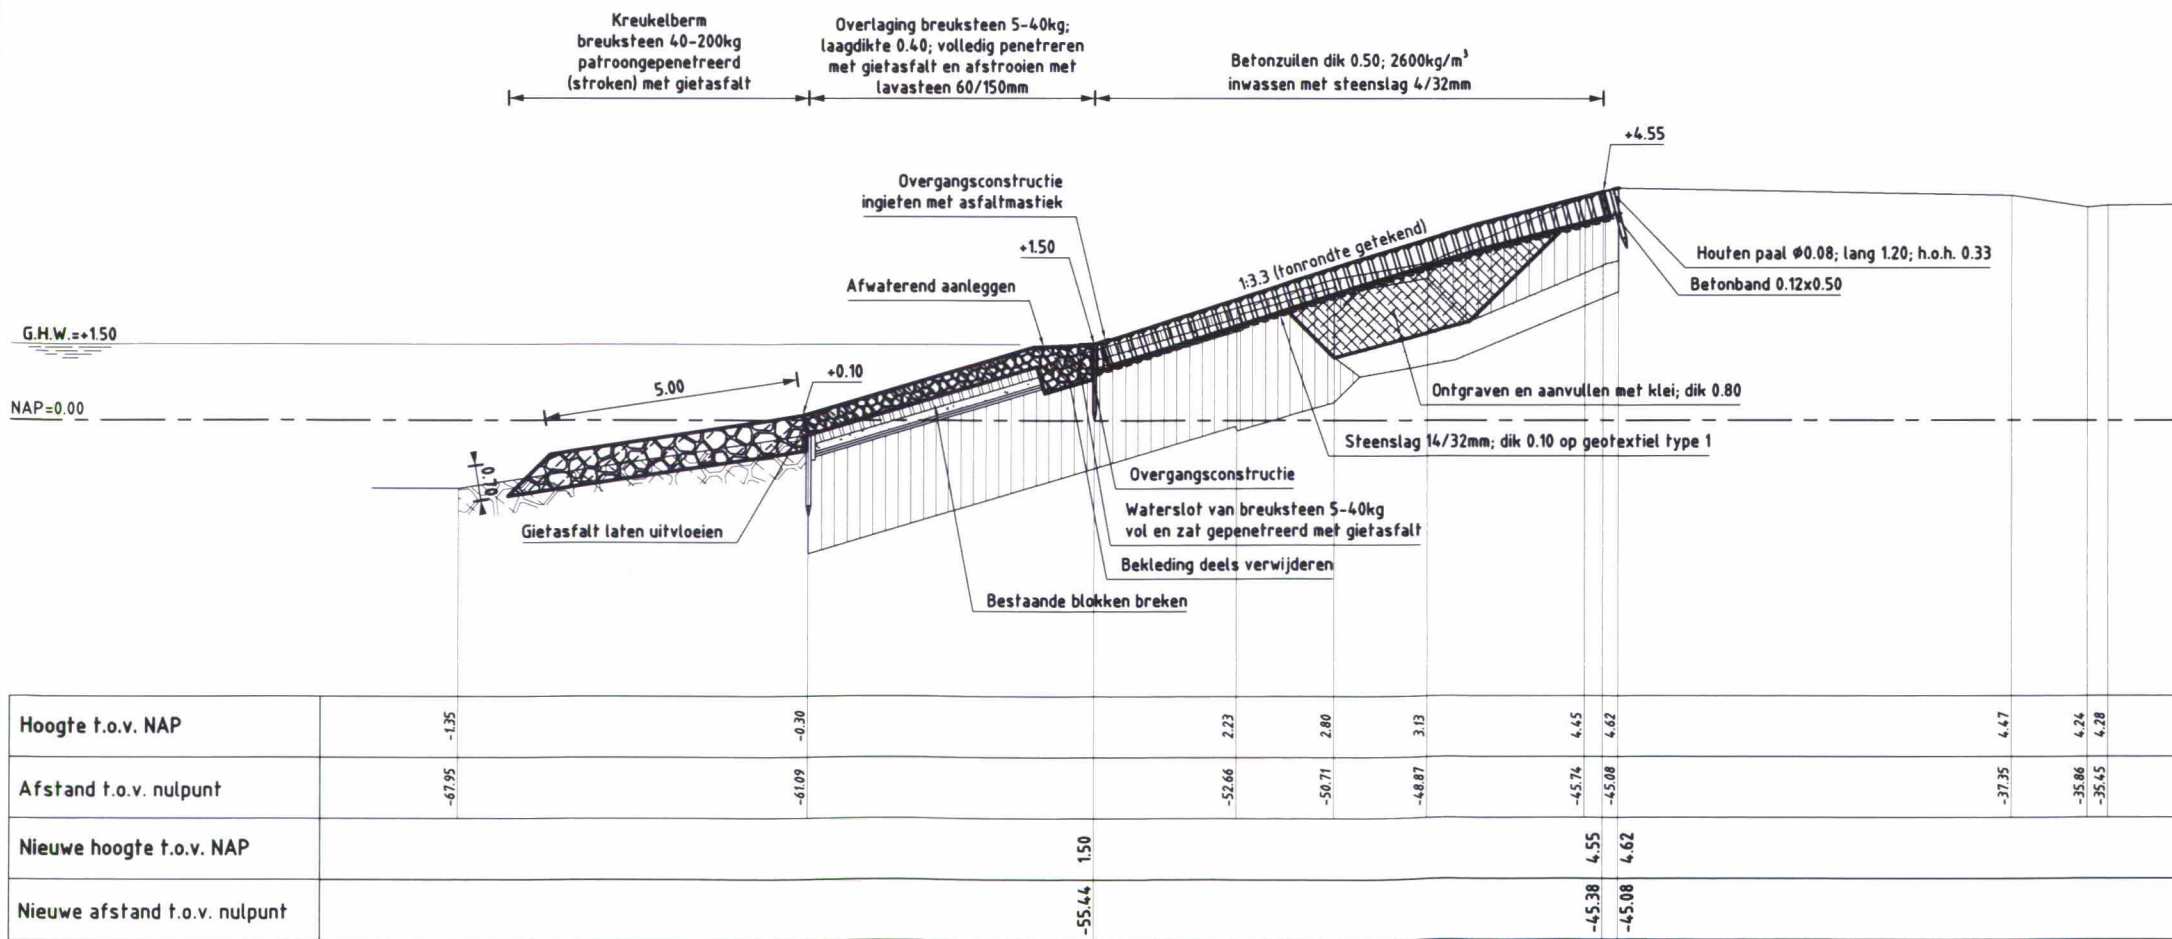 Kreukelberm
breuksteen 40-200kg
patroongepenetreerd
(stroken) met gietasfalt
Overlaging breuksteen 5-40kg;
laagdikte 0.40; volledig penetreren
met gietasfalt en afstrooien met
lavasteen 60/150mm
Betonzuilen dik 0.50; 2600kg/m³
inwassen met steenslag 4/32mm
+4.55
Overgangsconstructie
ingieten met asfaltmastiek
+1.50
1:3.3 (tonrondte getekend)
Houten paal ø0.08; lang 1.20; h.o.h. 0.33
Betonband 0.12x0.50
Afwaterend aanleggen
G.H.W.=+1.50
5.00
+0.10
NAP=0.00
Ontgraven en aanvullen met klei; dik 0.80
Steenslag 14/32mm; dik 0.10 op geotextiel type 1
0.70
Overgangsconstructie
Waterslot van breuksteen 5-40kg
vol en zat gepenetreerd met gietasfalt
Gietasfalt laten uitvloeien
Bekleding deels verwijderen
Bestaande blokken breken
Hoogte t.o.v. NAP -1.35 -0.30 2.23 2.80 3.13 4.45 4.62 4.47 4.24 4.28
Afstand t.o.v. nulpunt -67.95 -61.09 -52.66 -50.71 -48.87 -45.74 -45.08 -37.35 -35.86 -35.45
Nieuwe hoogte t.o.v. NAP 1.50 4.55 4.62
Nieuwe afstand t.o.v. nulpunt -55.44 -45.38 -45.08